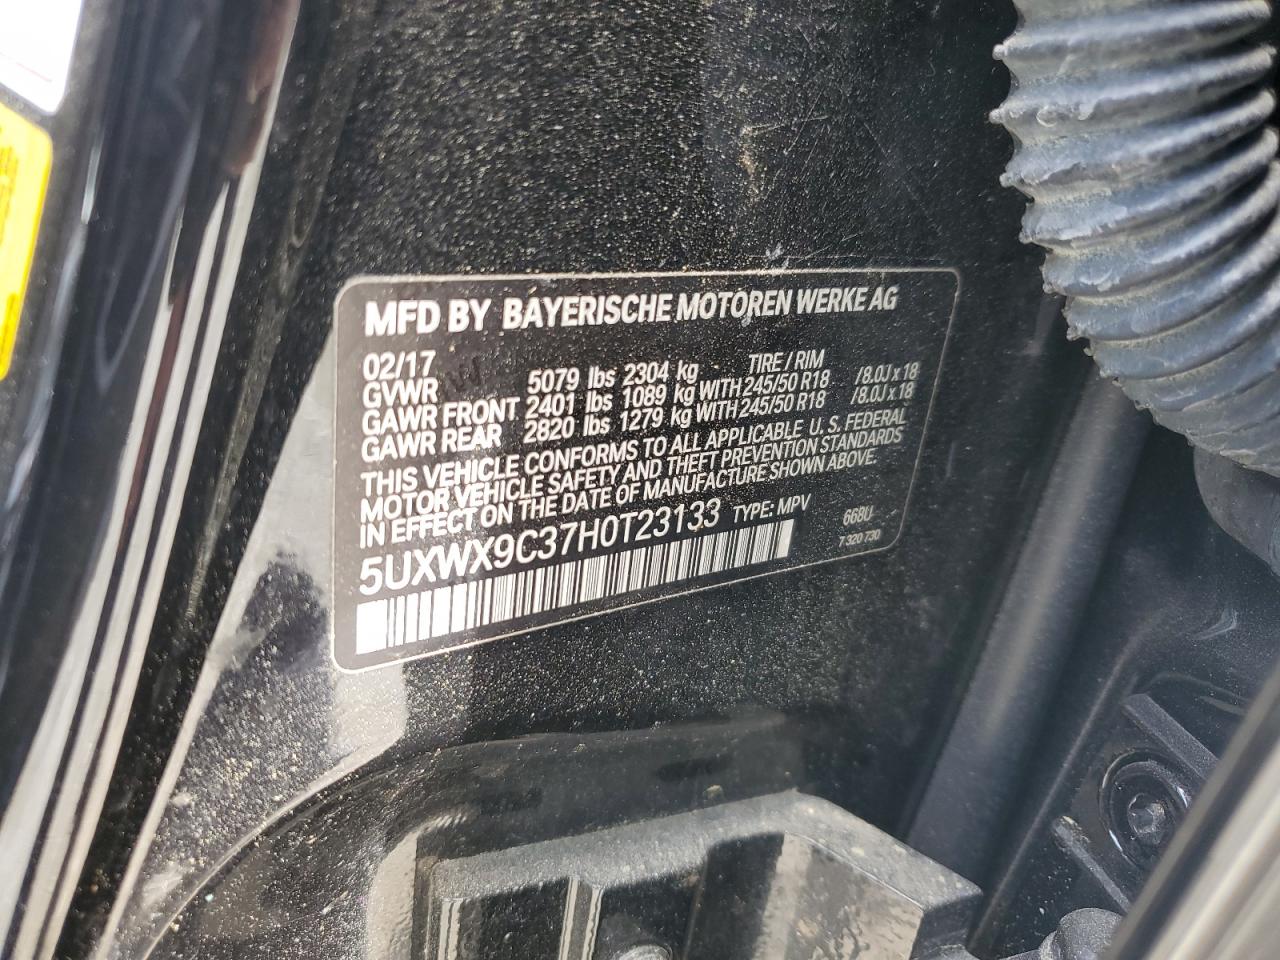 MFD BY BAYERISCHE MOTOREN WERKE AG
02/17 TIRE / RIM
GVWR 5079 lbs 2304 kg
GAWR FRONT 2401 lbs 1089 kg WITH 245/50 R18 /8.0J x 18
GAWR REAR 2820 lbs 1279 kg WITH 245/50 R18 /8.0J x 18
THIS VEHICLE CONFORMS TO ALL APPLICABLE U. S. FEDERAL
MOTOR VEHICLE SAFETY AND THEFT PREVENTION STANDARDS
IN EFFECT ON THE DATE OF MANUFACTURE SHOWN ABOVE.
5UXWX9C37H0T23133 TYPE: MPV 668U
7 320 730